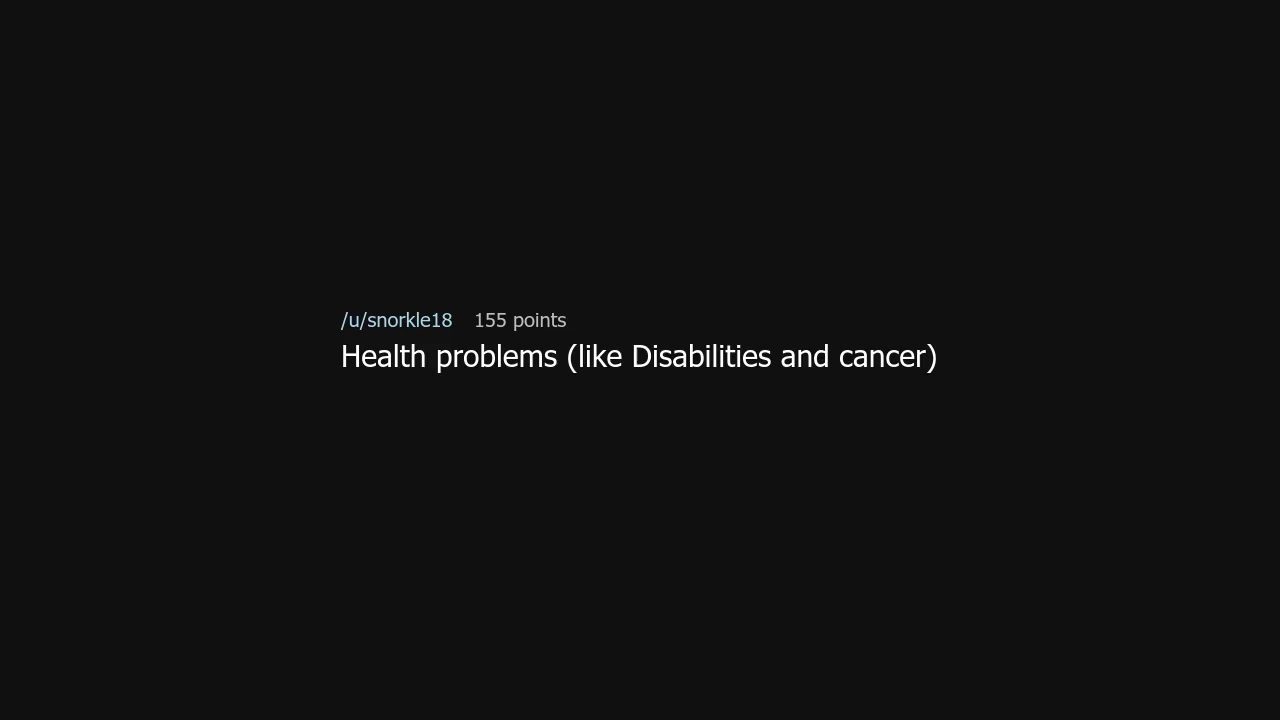 /u/snorkle18 155 points
Health problems (like Disabilities and cancer)